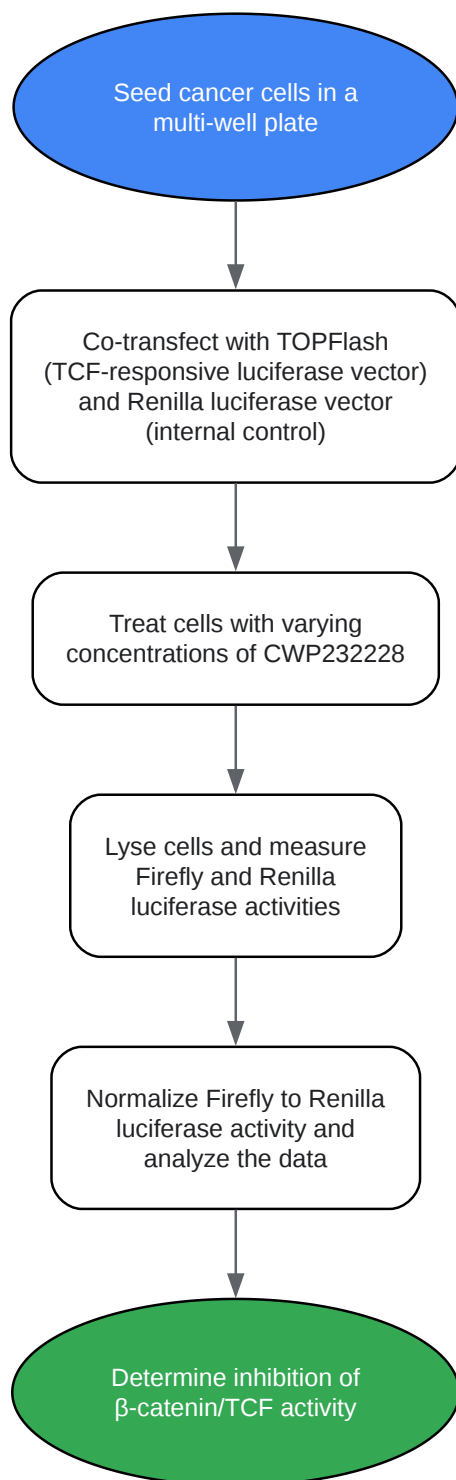 Seed cancer cells in a
multi-well plate
Co-transfect with TOPFlash
(TCF-responsive luciferase vector)
and Renilla luciferase vector
(internal control)
Treat cells with varying
concentrations of CWP232228
Lyse cells and measure
Firefly and Renilla
luciferase activities
Normalize Firefly to Renilla
luciferase activity and
analyze the data
Determine inhibition of
β-catenin/TCF activity